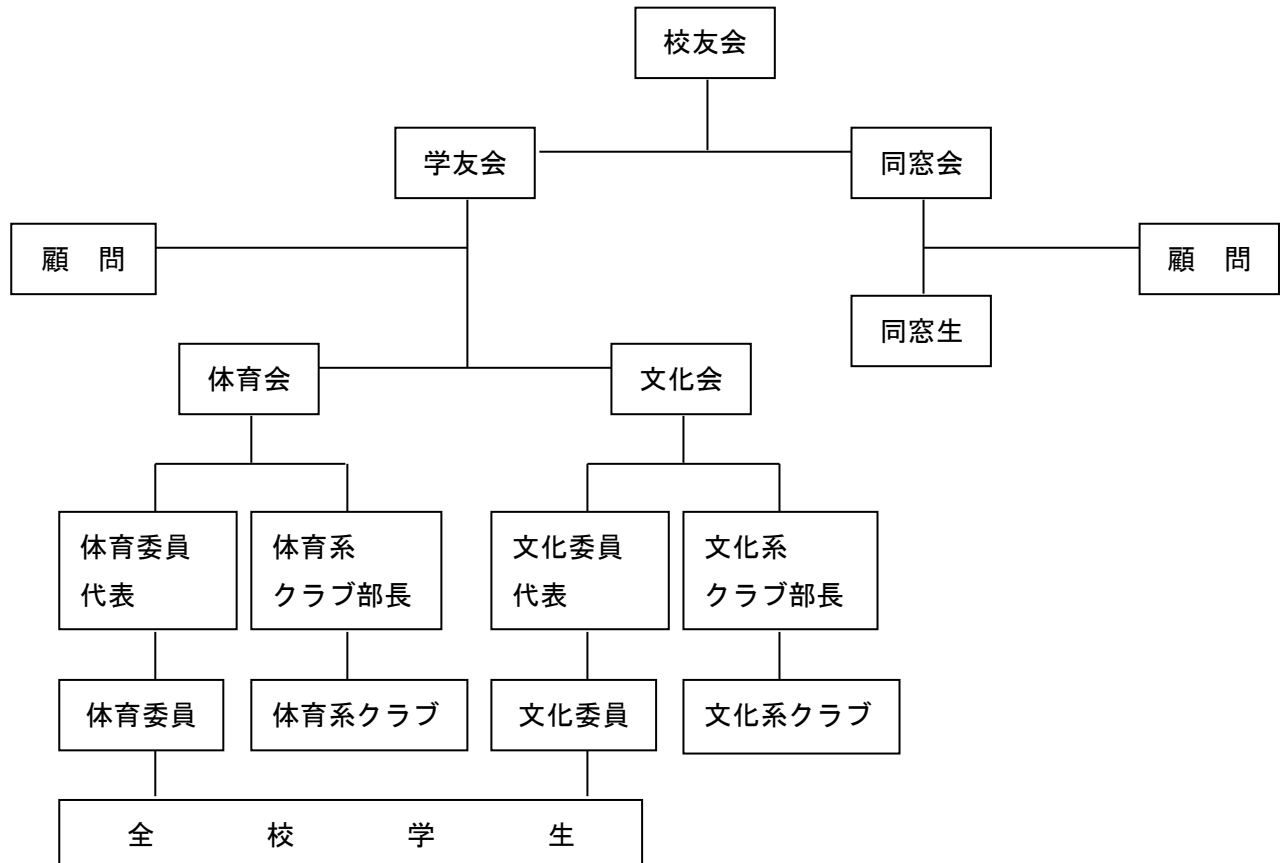 校友会
学友会
同窓会
顧 問
顧 問
同窓生
体育会
文化会
体育委員
代表
体育系
クラブ部長
文化委員
代表
文化系
クラブ部長
体育委員
体育系クラブ
文化委員
文化系クラブ
全 校 学 生